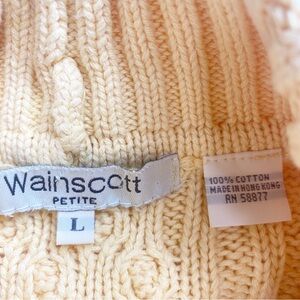 Wainscott
PETITE
L
100% COTTON
MADE IN HONG KONG
RN 58877